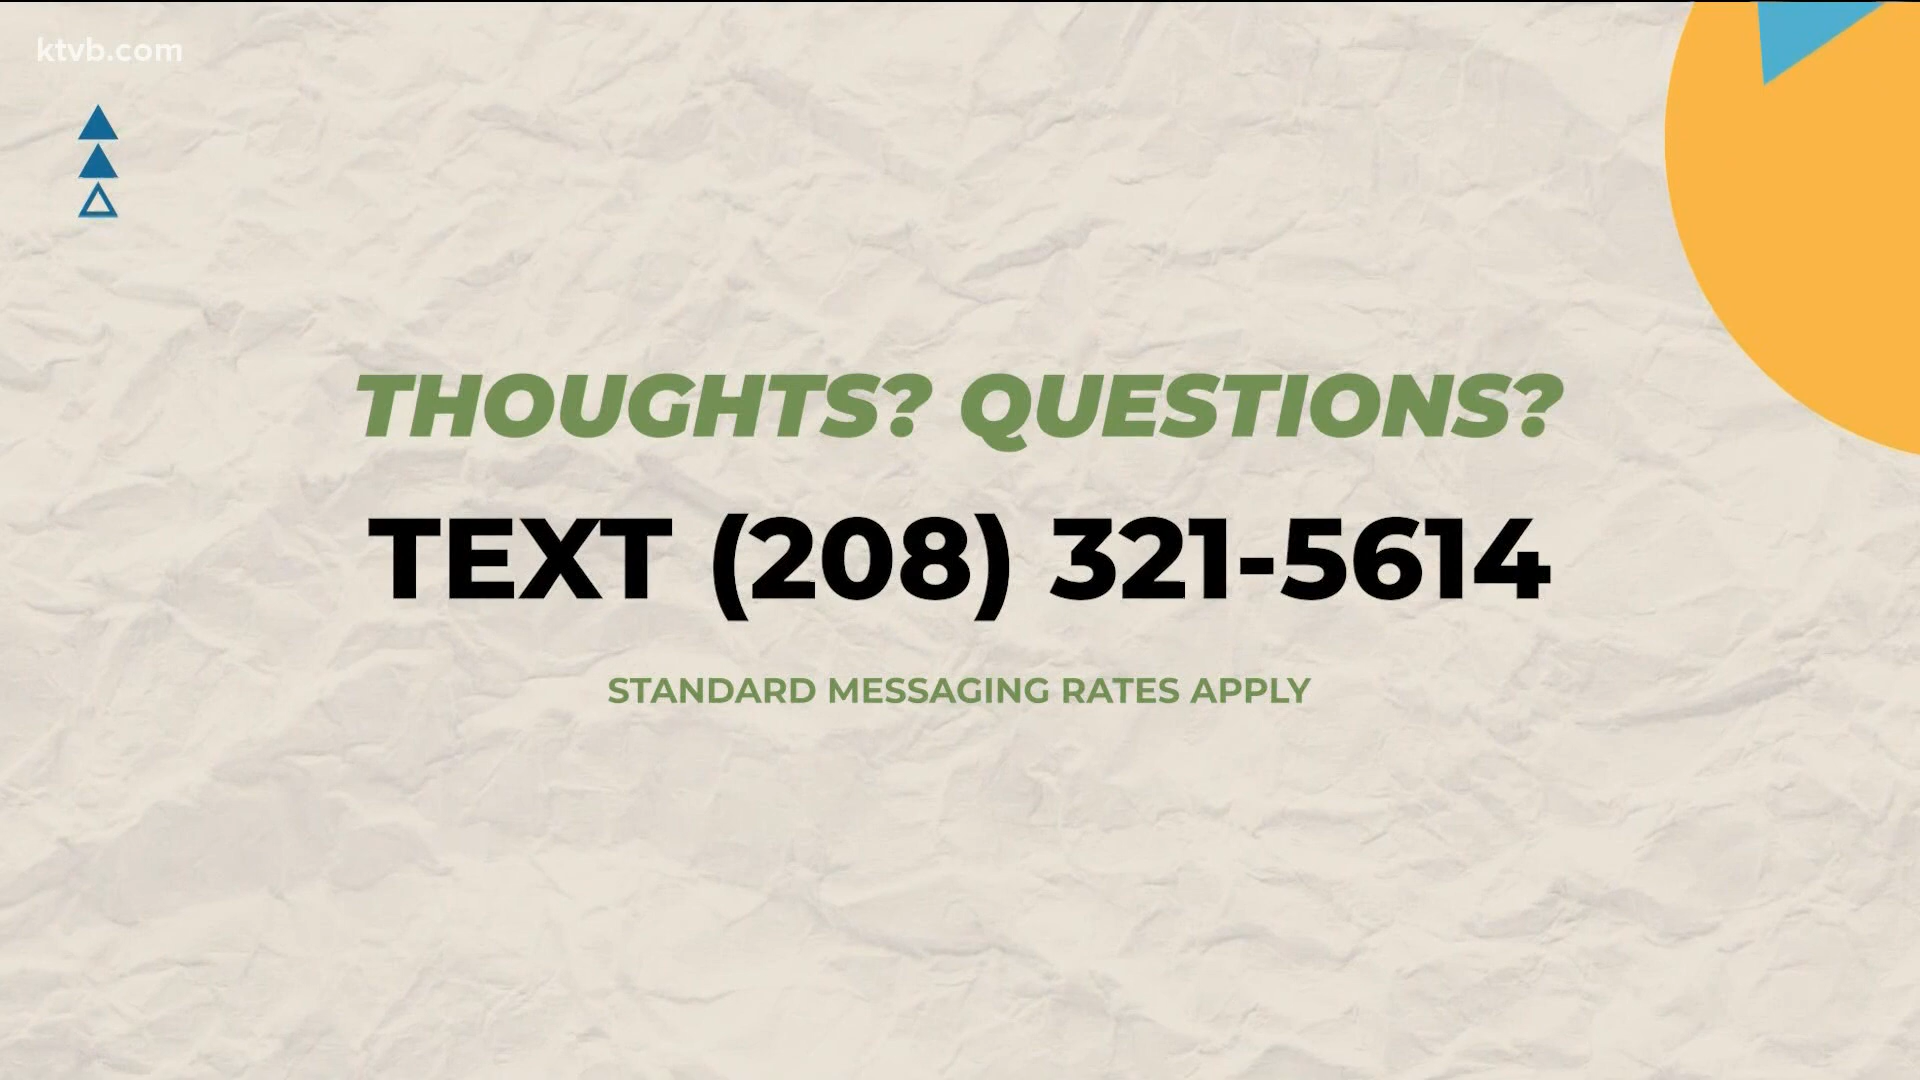 ktvb.com
THOUGHTS? QUESTIONS?
TEXT (208) 321-5614
STANDARD MESSAGING RATES APPLY